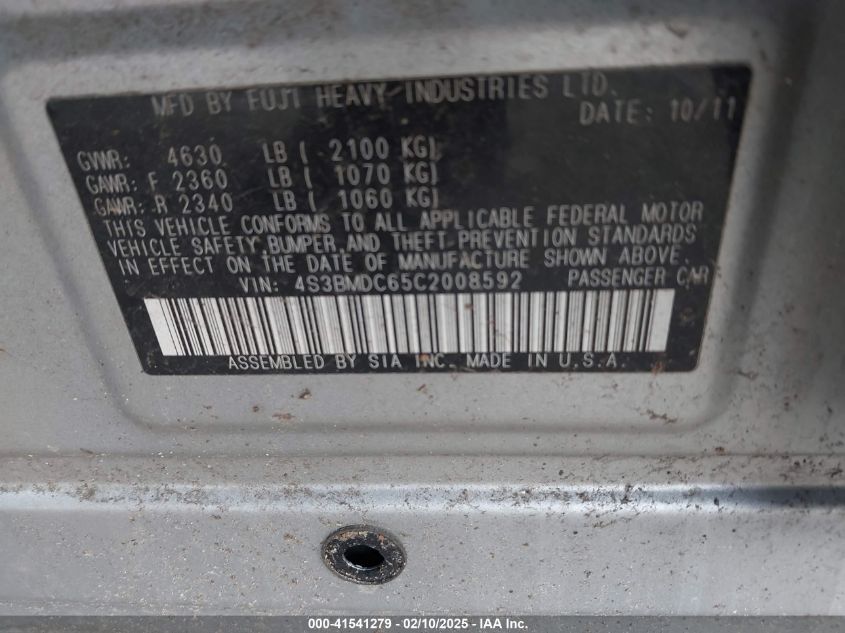 MFD BY FUJI HEAVY INDUSTRIES LTD.
DATE: 10/11
GVWR: 4630 LB ( 2100 KG)
GAWR: F 2360 LB ( 1070 KG)
GAWR: R 2340 LB ( 1060 KG)
THIS VEHICLE CONFORMS TO ALL APPLICABLE FEDERAL MOTOR
VEHICLE SAFETY, BUMPER, AND THEFT PREVENTION STANDARDS
IN EFFECT ON THE DATE OF MANUFACTURE SHOWN ABOVE.
VIN: 4S3BMDC65C2008592 PASSENGER CAR
ASSEMBLED BY SIA INC. MADE IN U.S.A.
000-41541279 - 02/10/2025 - IAA Inc.